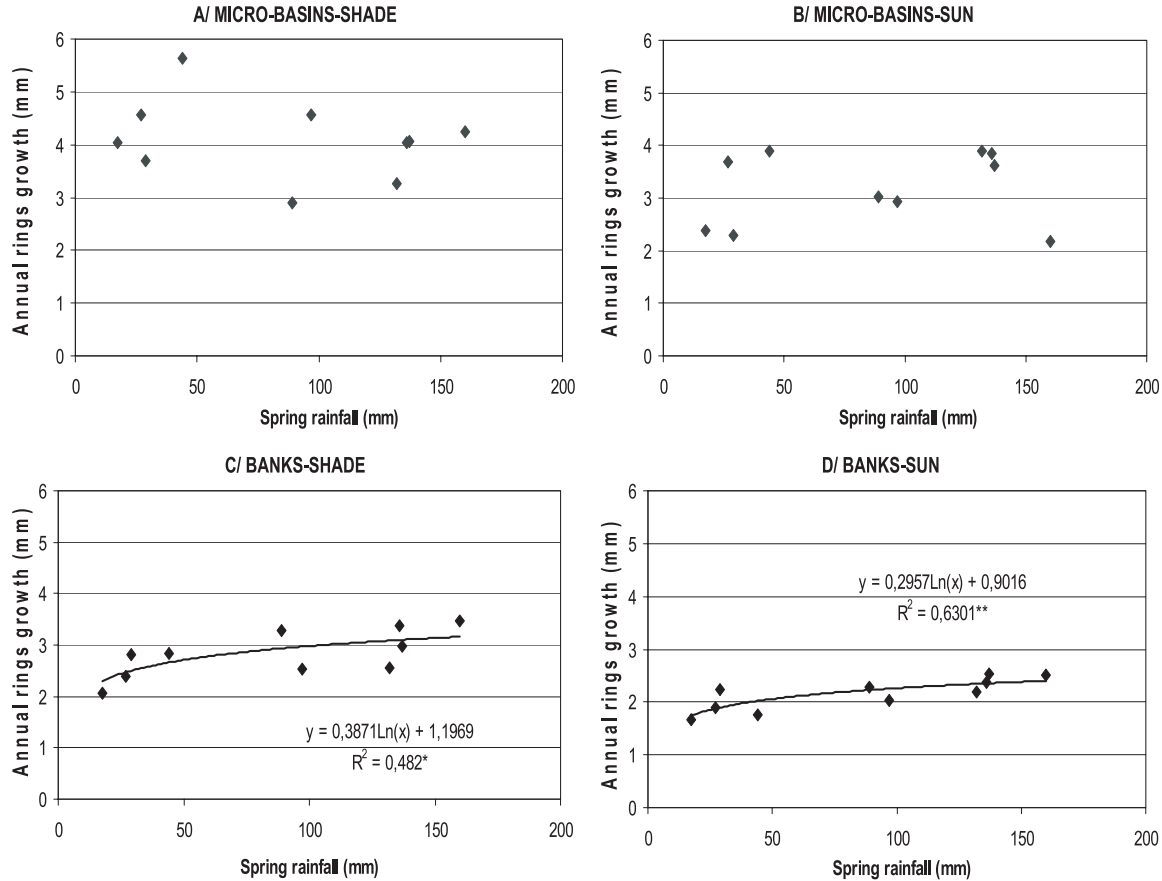 A/ MICRO-BASINS-SHADE
Annual rings growth (mm)
6
5
4
3
2
1
0
0 50 100 150 200
Spring rainfall (mm)
B/ MICRO-BASINS-SUN
Annual rings growth (mm)
6
5
4
3
2
1
0
0 50 100 150 200
Spring rainfall (mm)
C/ BANKS-SHADE
Annual rings growth (mm)
6
5
4
3
2
1
0
y = 0,3871Ln(x) + 1,1969
R² = 0,482*
0 50 100 150 200
Spring rainfall (mm)
D/ BANKS-SUN
Annual rings growth (mm)
6
5
4
3
2
1
0
y = 0,2957Ln(x) + 0,9016
R² = 0,6301**
0 50 100 150 200
Spring rainfall (mm)